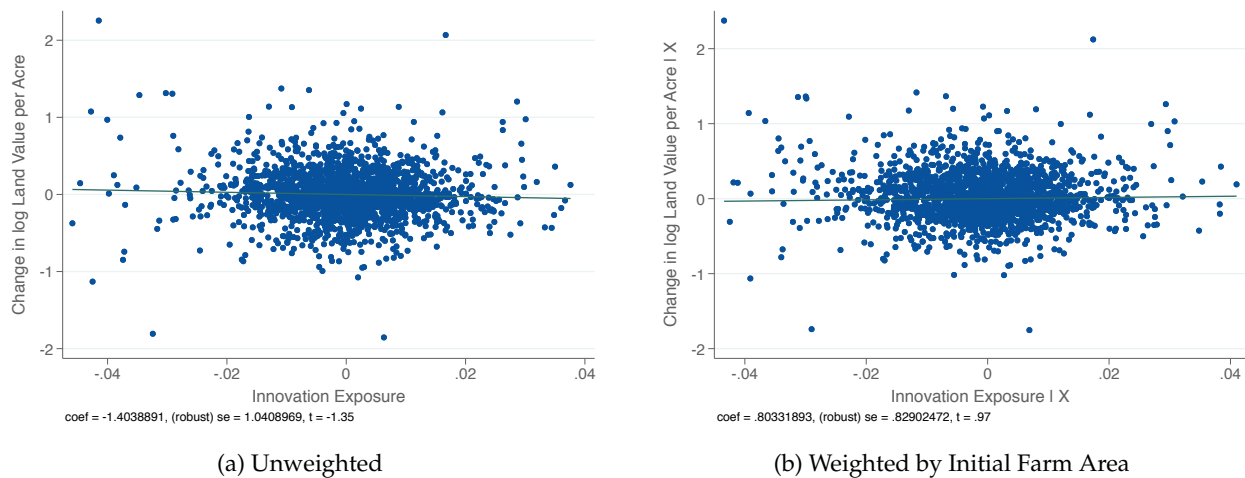 Change in log Land Value per Acre
2
1
0
-1
-2
-.04
-.02
0
.02
.04
Innovation Exposure
coef = -1.4038891, (robust) se = 1.0408969, t = -1.35
(a) Unweighted
Change in log Land Value per Acre | X
2
1
0
-1
-2
-.04
-.02
0
.02
.04
Innovation Exposure | X
coef = .80331893, (robust) se = .82902472, t = .97
(b) Weighted by Initial Farm Area